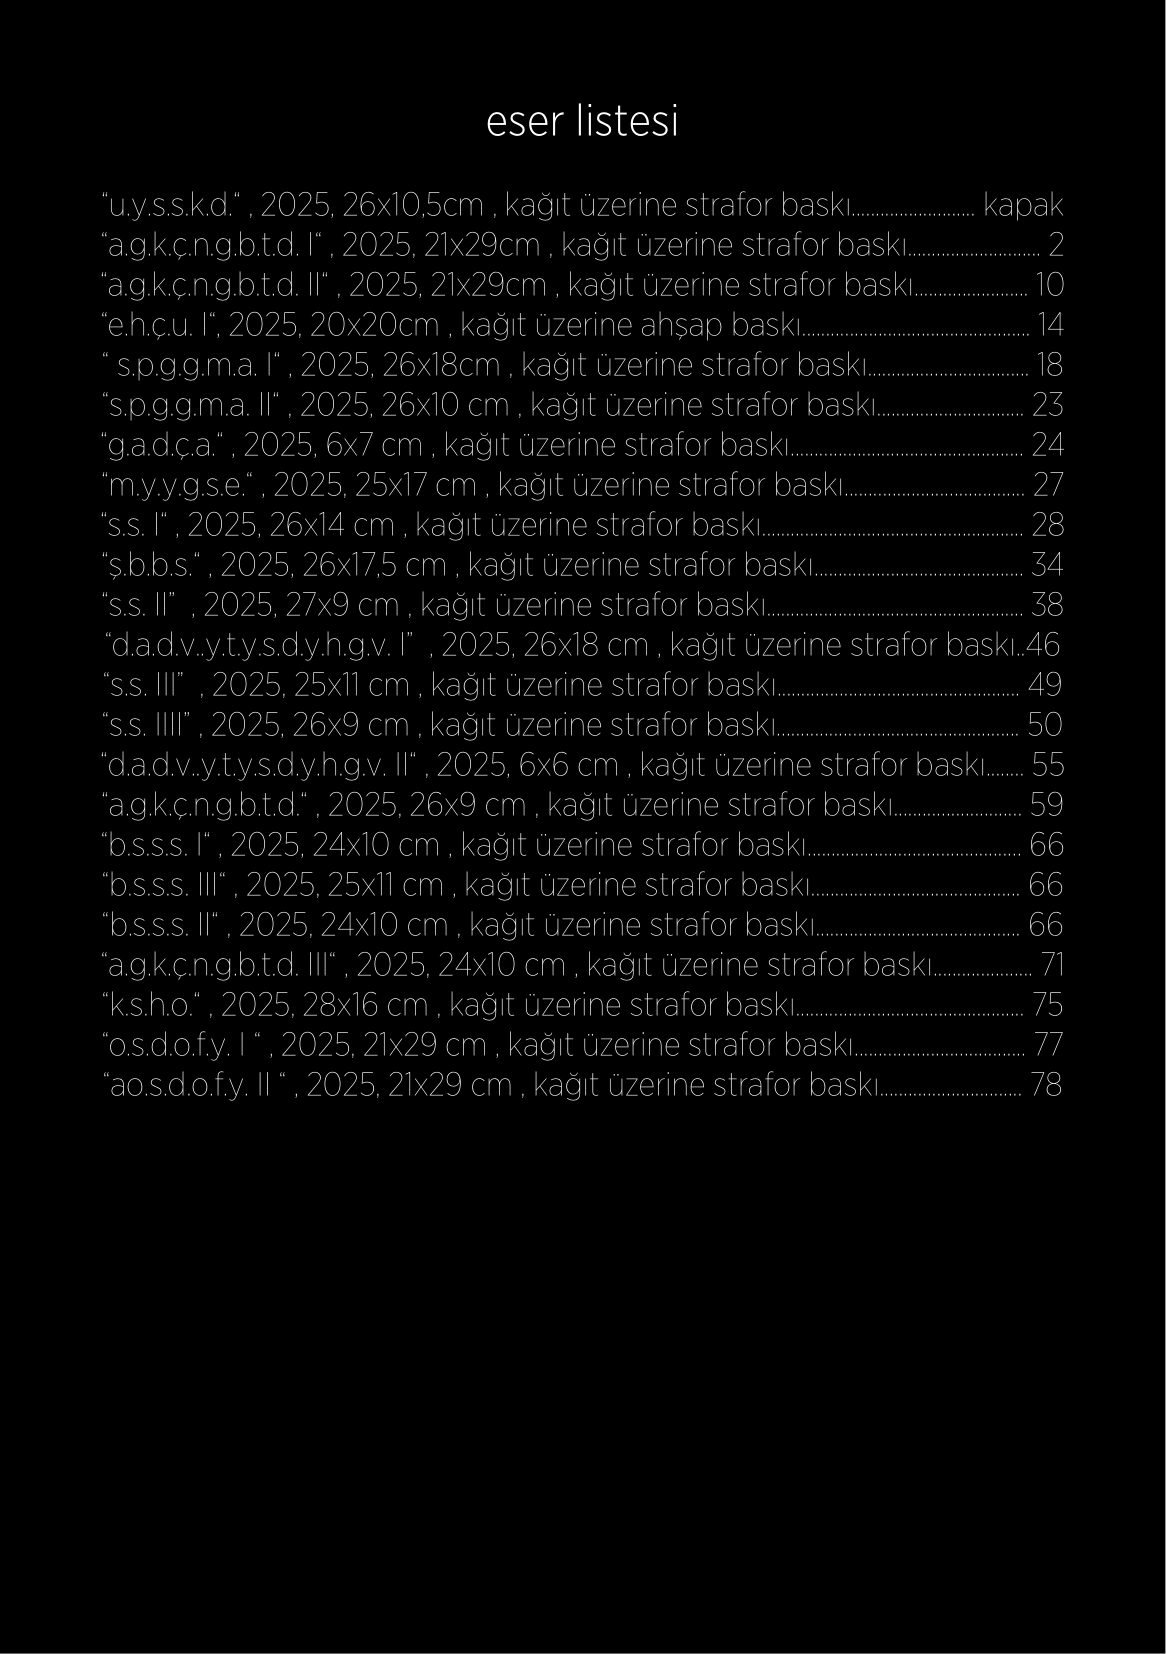 eser listesi
“u.y.s.s.k.d.“ , 2025, 26x10,5cm , kağıt üzerine strafor baskı.......................... kapak
“a.g.k.ç.n.g.b.t.d. I“ , 2025, 21x29cm , kağıt üzerine strafor baskı............................ 2
“a.g.k.ç.n.g.b.t.d. II“ , 2025, 21x29cm , kağıt üzerine strafor baskı........................ 10
“e.h.ç.u. I“, 2025, 20x20cm , kağıt üzerine ahşap baskı................................................ 14
“ s.p.g.g.m.a. I“ , 2025, 26x18cm , kağıt üzerine strafor baskı.................................. 18
“s.p.g.g.m.a. II“ , 2025, 26x10 cm , kağıt üzerine strafor baskı............................... 23
“g.a.d.ç.a.“ , 2025, 6x7 cm , kağıt üzerine strafor baskı................................................. 24
“m.y.y.g.s.e.“ , 2025, 25x17 cm , kağıt üzerine strafor baskı...................................... 27
“s.s. I“ , 2025, 26x14 cm , kağıt üzerine strafor baskı....................................................... 28
“ş.b.b.s.“ , 2025, 26x17,5 cm , kağıt üzerine strafor baskı............................................ 34
“s.s. II”  , 2025, 27x9 cm , kağıt üzerine strafor baskı...................................................... 38
“d.a.d.v..y.t.y.s.d.y.h.g.v. I”  , 2025, 26x18 cm , kağıt üzerine strafor baskı..46
“s.s. III”  , 2025, 25x11 cm , kağıt üzerine strafor baskı................................................... 49
“s.s. IIII” , 2025, 26x9 cm , kağıt üzerine strafor baskı................................................... 50
“d.a.d.v..y.t.y.s.d.y.h.g.v. II“ , 2025, 6x6 cm , kağıt üzerine strafor baskı........ 55
“a.g.k.ç.n.g.b.t.d.“ , 2025, 26x9 cm , kağıt üzerine strafor baskı........................... 59
“b.s.s.s. I“ , 2025, 24x10 cm , kağıt üzerine strafor baskı............................................. 66
“b.s.s.s. III“ , 2025, 25x11 cm , kağıt üzerine strafor baskı............................................ 66
“b.s.s.s. II“ , 2025, 24x10 cm , kağıt üzerine strafor baskı........................................... 66
“a.g.k.ç.n.g.b.t.d. III“ , 2025, 24x10 cm , kağıt üzerine strafor baskı..................... 71
“k.s.h.o.“ , 2025, 28x16 cm , kağıt üzerine strafor baskı................................................ 75
“o.s.d.o.f.y. I “ , 2025, 21x29 cm , kağıt üzerine strafor baskı.................................... 77
“ao.s.d.o.f.y. II “ , 2025, 21x29 cm , kağıt üzerine strafor baskı.............................. 78